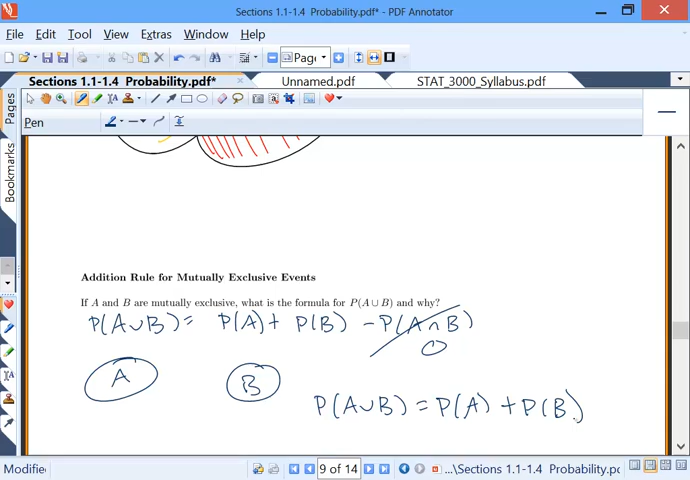 Sections 1.1-1.4 Probability.pdf* - PDF Annotator
File Edit Tool View Extras Window Help
Page
Sections 1.1-1.4 Probability.pdf* Unnamed.pdf STAT_3000_Syllabus.pdf
Pen
Pages
Bookmarks
Addition Rule for Mutually Exclusive Events
If A and B are mutually exclusive, what is the formula for P(A ∪ B) and why?
P(A∪B) = P(A) + P(B) - P(A∩B)
0
A B
P(A∪B) = P(A) + P(B)
Modifie 9 of 14 ...\Sections 1.1-1.4 Probability.pc